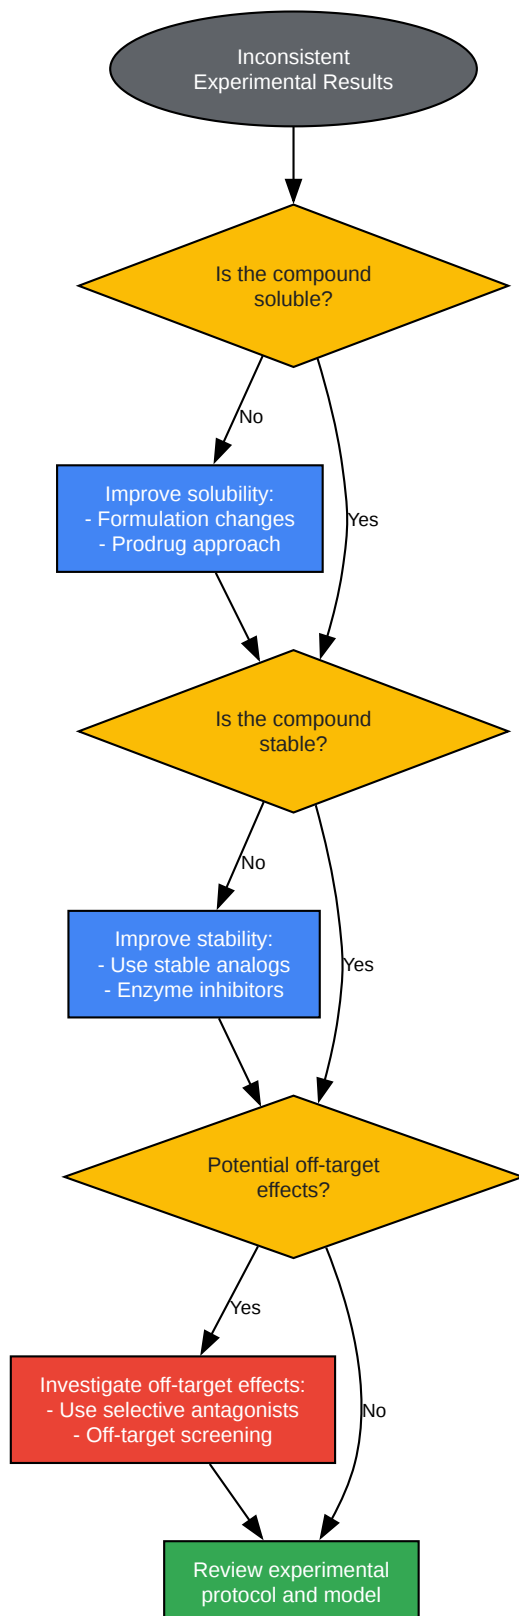 Inconsistent
Experimental Results
Is the compound
soluble?
No
Yes
Improve solubility:
- Formulation changes
- Prodrug approach
Is the compound
stable?
No
Yes
Improve stability:
- Use stable analogs
- Enzyme inhibitors
Potential off-target
effects?
Yes
No
Investigate off-target effects:
- Use selective antagonists
- Off-target screening
Review experimental
protocol and model